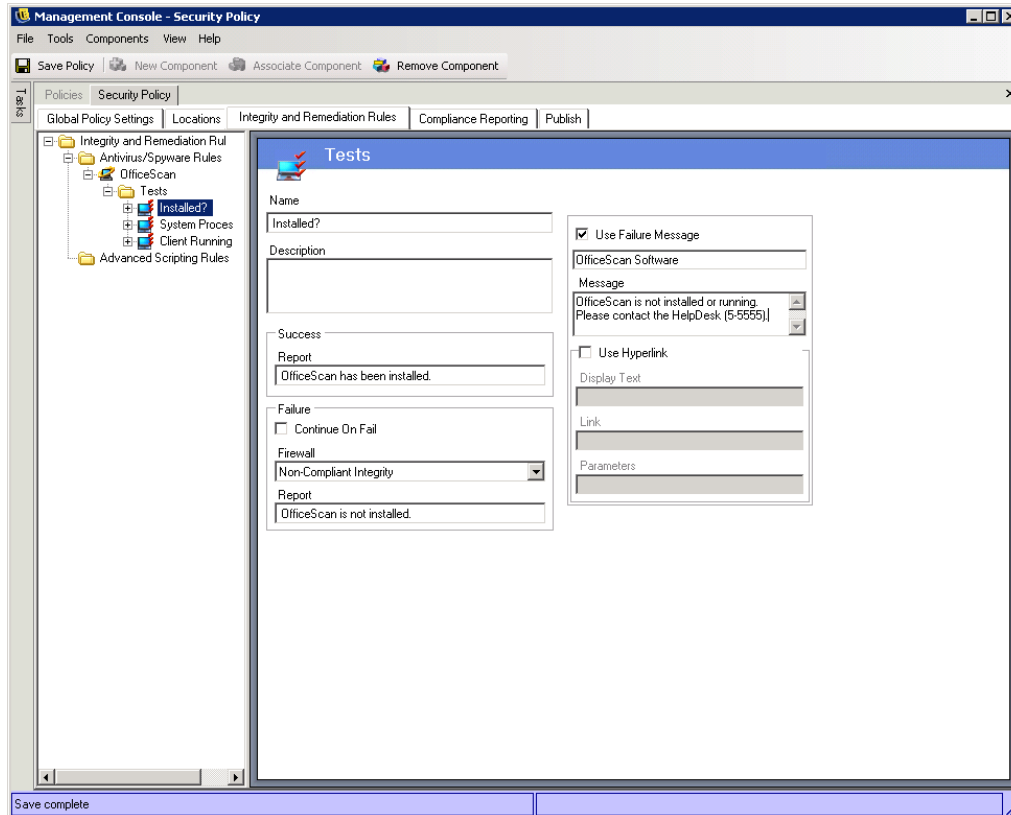 Management Console - Security Policy
File Tools Components View Help
Save Policy New Component Associate Component Remove Component
Tasks
Policies Security Policy
Global Policy Settings Locations Integrity and Remediation Rules Compliance Reporting Publish
Integrity and Remediation Rul
Antivirus/Spyware Rules
OfficeScan
Tests
Installed?
System Proces
Client Running
Advanced Scripting Rules
Tests
Name
Installed?
Description
Success
Report
OfficeScan has been installed.
Failure
Continue On Fail
Firewall
Non-Compliant Integrity
Report
OfficeScan is not installed.
Use Failure Message
OfficeScan Software
Message
OfficeScan is not installed or running.
Please contact the HelpDesk (5-5555).
Use Hyperlink
Display Text
Link
Parameters
Save complete